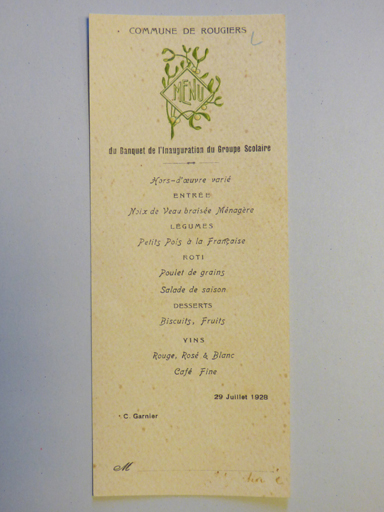 COMMUNE DE ROUGIERS
MENU
du Banquet de l'Inauguration du Groupe Scolaire
Hors-d'œuvre varié
ENTRÉE
Noix de Veau braisée Ménagère
LÉGUMES
Petits Pois à la Française
ROTI
Poulet de grains
Salade de saison
DESSERTS
Biscuits, Fruits
VINS
Rouge, Rosé & Blanc
Café Fine
29 Juillet 1928
C. Garnier
M